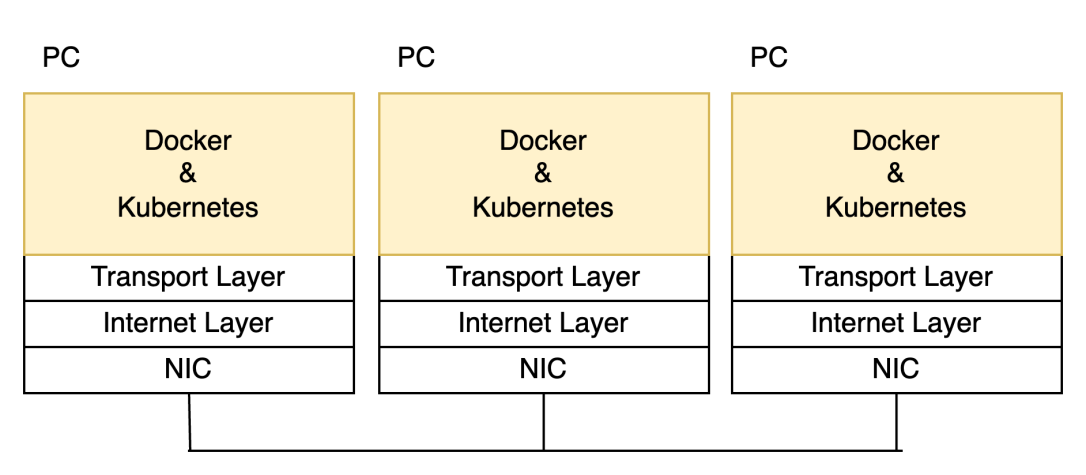 PC
PC
PC
Docker
&
Kubernetes
Docker
&
Kubernetes
Docker
&
Kubernetes
Transport Layer
Transport Layer
Transport Layer
Internet Layer
Internet Layer
Internet Layer
NIC
NIC
NIC